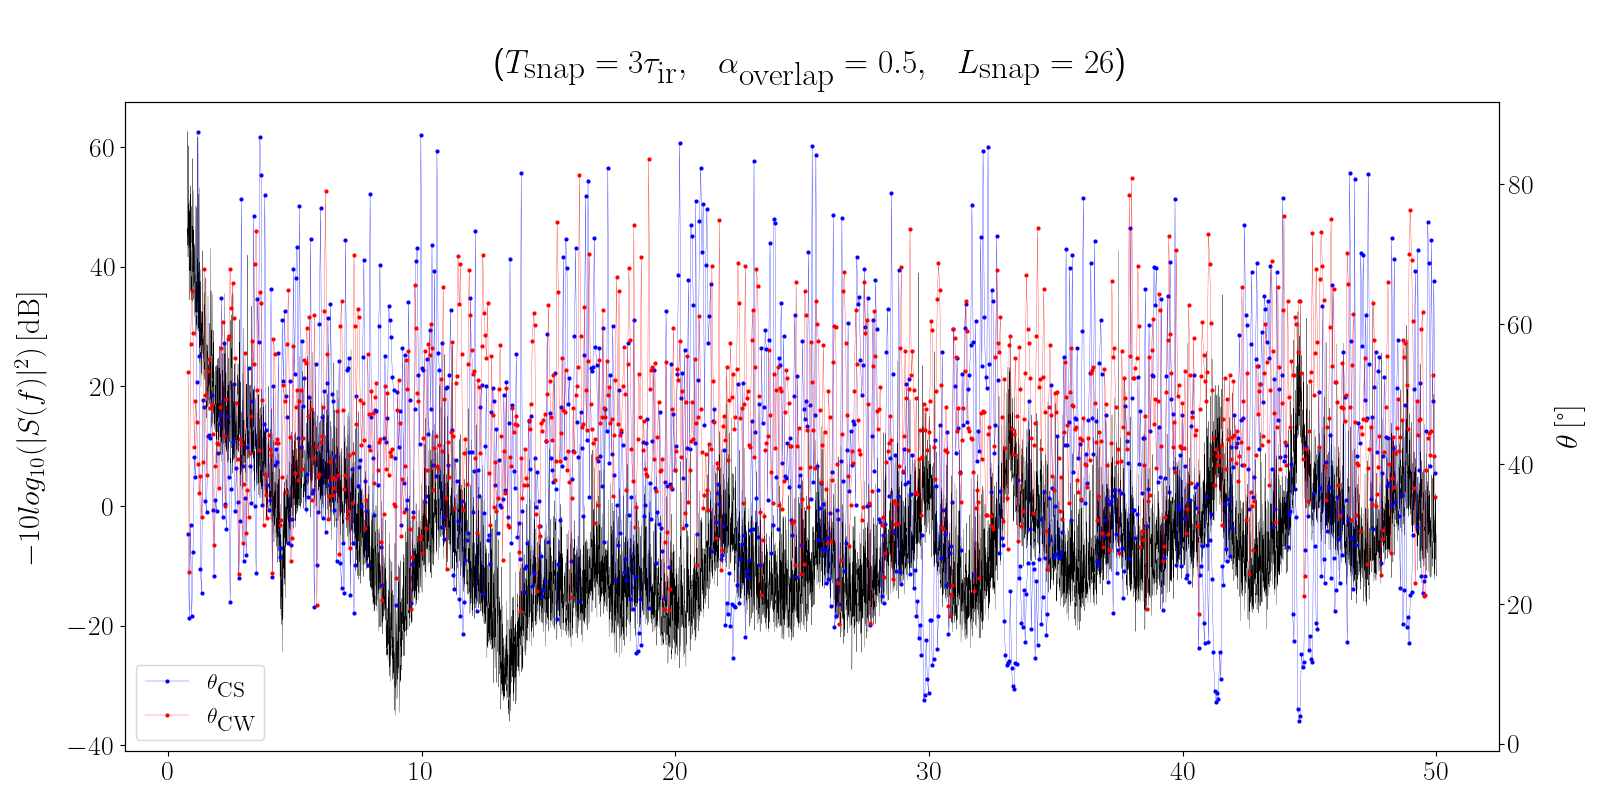 (T_snap = 3τ_ir, α_overlap = 0.5, L_snap = 26)
−10log₁₀(|S(f)|²) [dB]
60
40
20
0
−20
−40
θ_CS
θ_CW
0 10 20 30 40 50
80
60
40
20
0
θ [°]